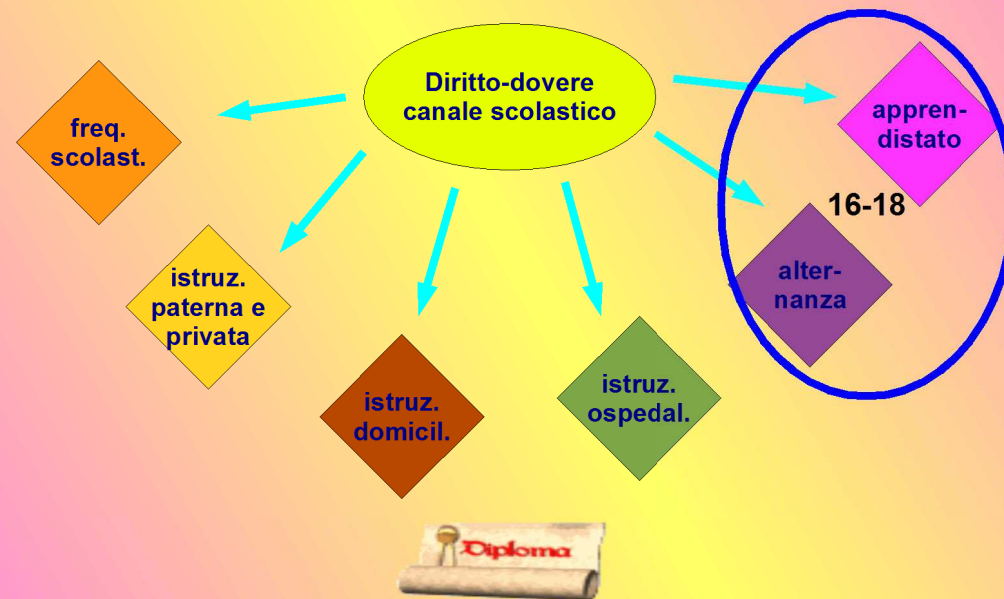 Diritto-dovere
canale scolastico
freq.
scolast.
istruz.
paterna e
privata
istruz.
domicil.
istruz.
ospedal.
appren-
distato
16-18
alter-
nanza
Diploma